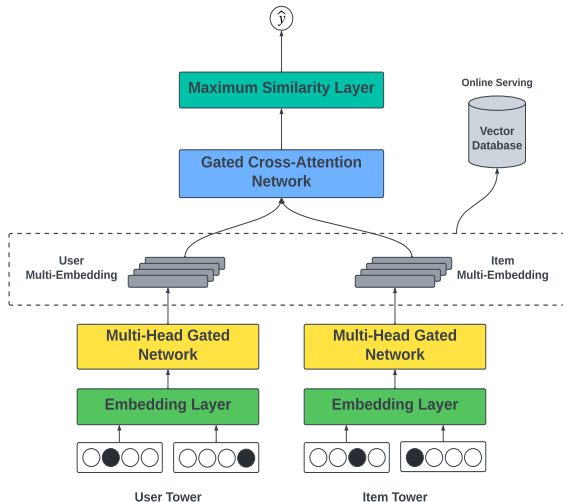 ŷ
Maximum Similarity Layer
Online Serving
Vector
Database
Gated Cross-Attention
Network
User
Multi-Embedding
Item
Multi-Embedding
Multi-Head Gated
Network
Multi-Head Gated
Network
Embedding Layer
Embedding Layer
User Tower
Item Tower